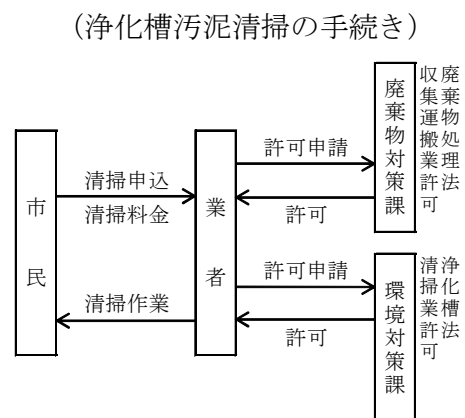 （浄化槽汚泥清掃の手続き）
市民
清掃申込
清掃料金
清掃作業
業者
許可申請
許可
許可申請
許可
廃棄物対策課
廃棄物処理法
収集運搬業許可
環境対策課
浄化槽法
清掃業許可